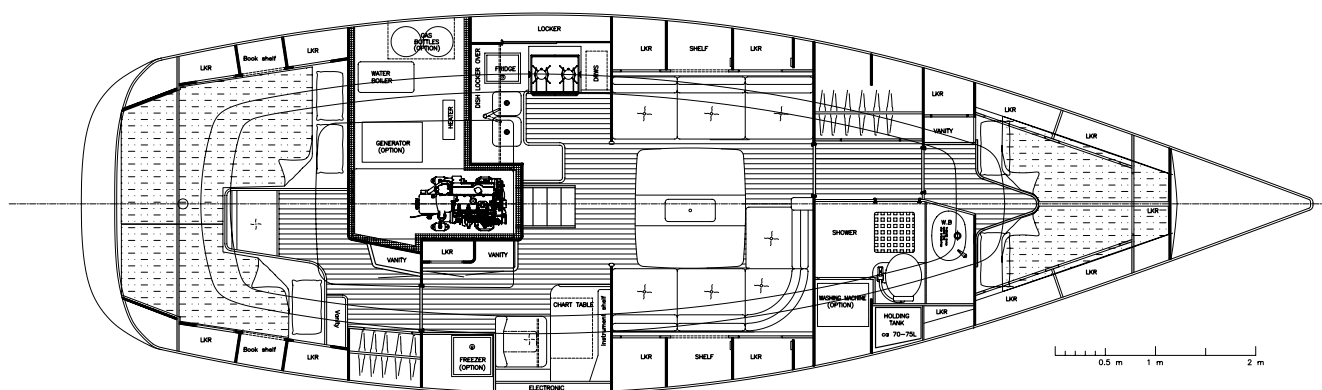 LKR
Book shelf
LKR
GAS
BOTTLES
(OPTION)
WATER
BOILER
HEATER
GENERATOR
(OPTION)
DISH LOCKER OVER
FRIDGE
LOCKER
DRWS
LKR
SHELF
LKR
LKR
VANITY
LKR
LKR
LKR
SHOWER
W.B
WASHING MACHINE
(OPTION)
HOLDING
TANK
ca 70-75L
LKR
LKR
LKR
VANITY
LKR
VANITY
CHART TABLE
Instrument shelf
Vanity
LKR
Book shelf
LKR
FREEZER
(OPTION)
ELECTRONIC
LKR
SHELF
LKR
0.5 m
1 m
2 m